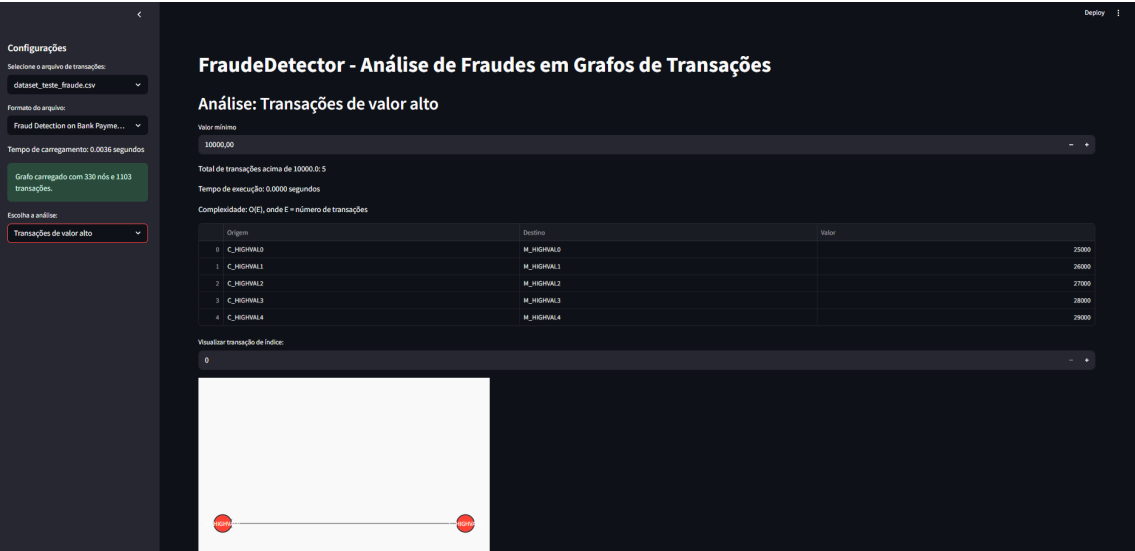 Deploy
Configurações
Selecione o arquivo de transações:
dataset_teste_fraude.csv
Formato do arquivo:
Fraud Detection on Bank Payme...
Tempo de carregamento: 0.0036 segundos
Grafo carregado com 330 nós e 1103
transações.
Escolha a análise:
Transações de valor alto
FraudeDetector - Análise de Fraudes em Grafos de Transações
Análise: Transações de valor alto
Valor mínimo
10000,00
Total de transações acima de 10000.0: 5
Tempo de execução: 0.0000 segundos
Complexidade: O(E), onde E = número de transações
Origem Destino Valor
0 C_HIGHVAL0 M_HIGHVAL0 25000
1 C_HIGHVAL1 M_HIGHVAL1 26000
2 C_HIGHVAL2 M_HIGHVAL2 27000
3 C_HIGHVAL3 M_HIGHVAL3 28000
4 C_HIGHVAL4 M_HIGHVAL4 29000
Visualizar transação de índice:
0